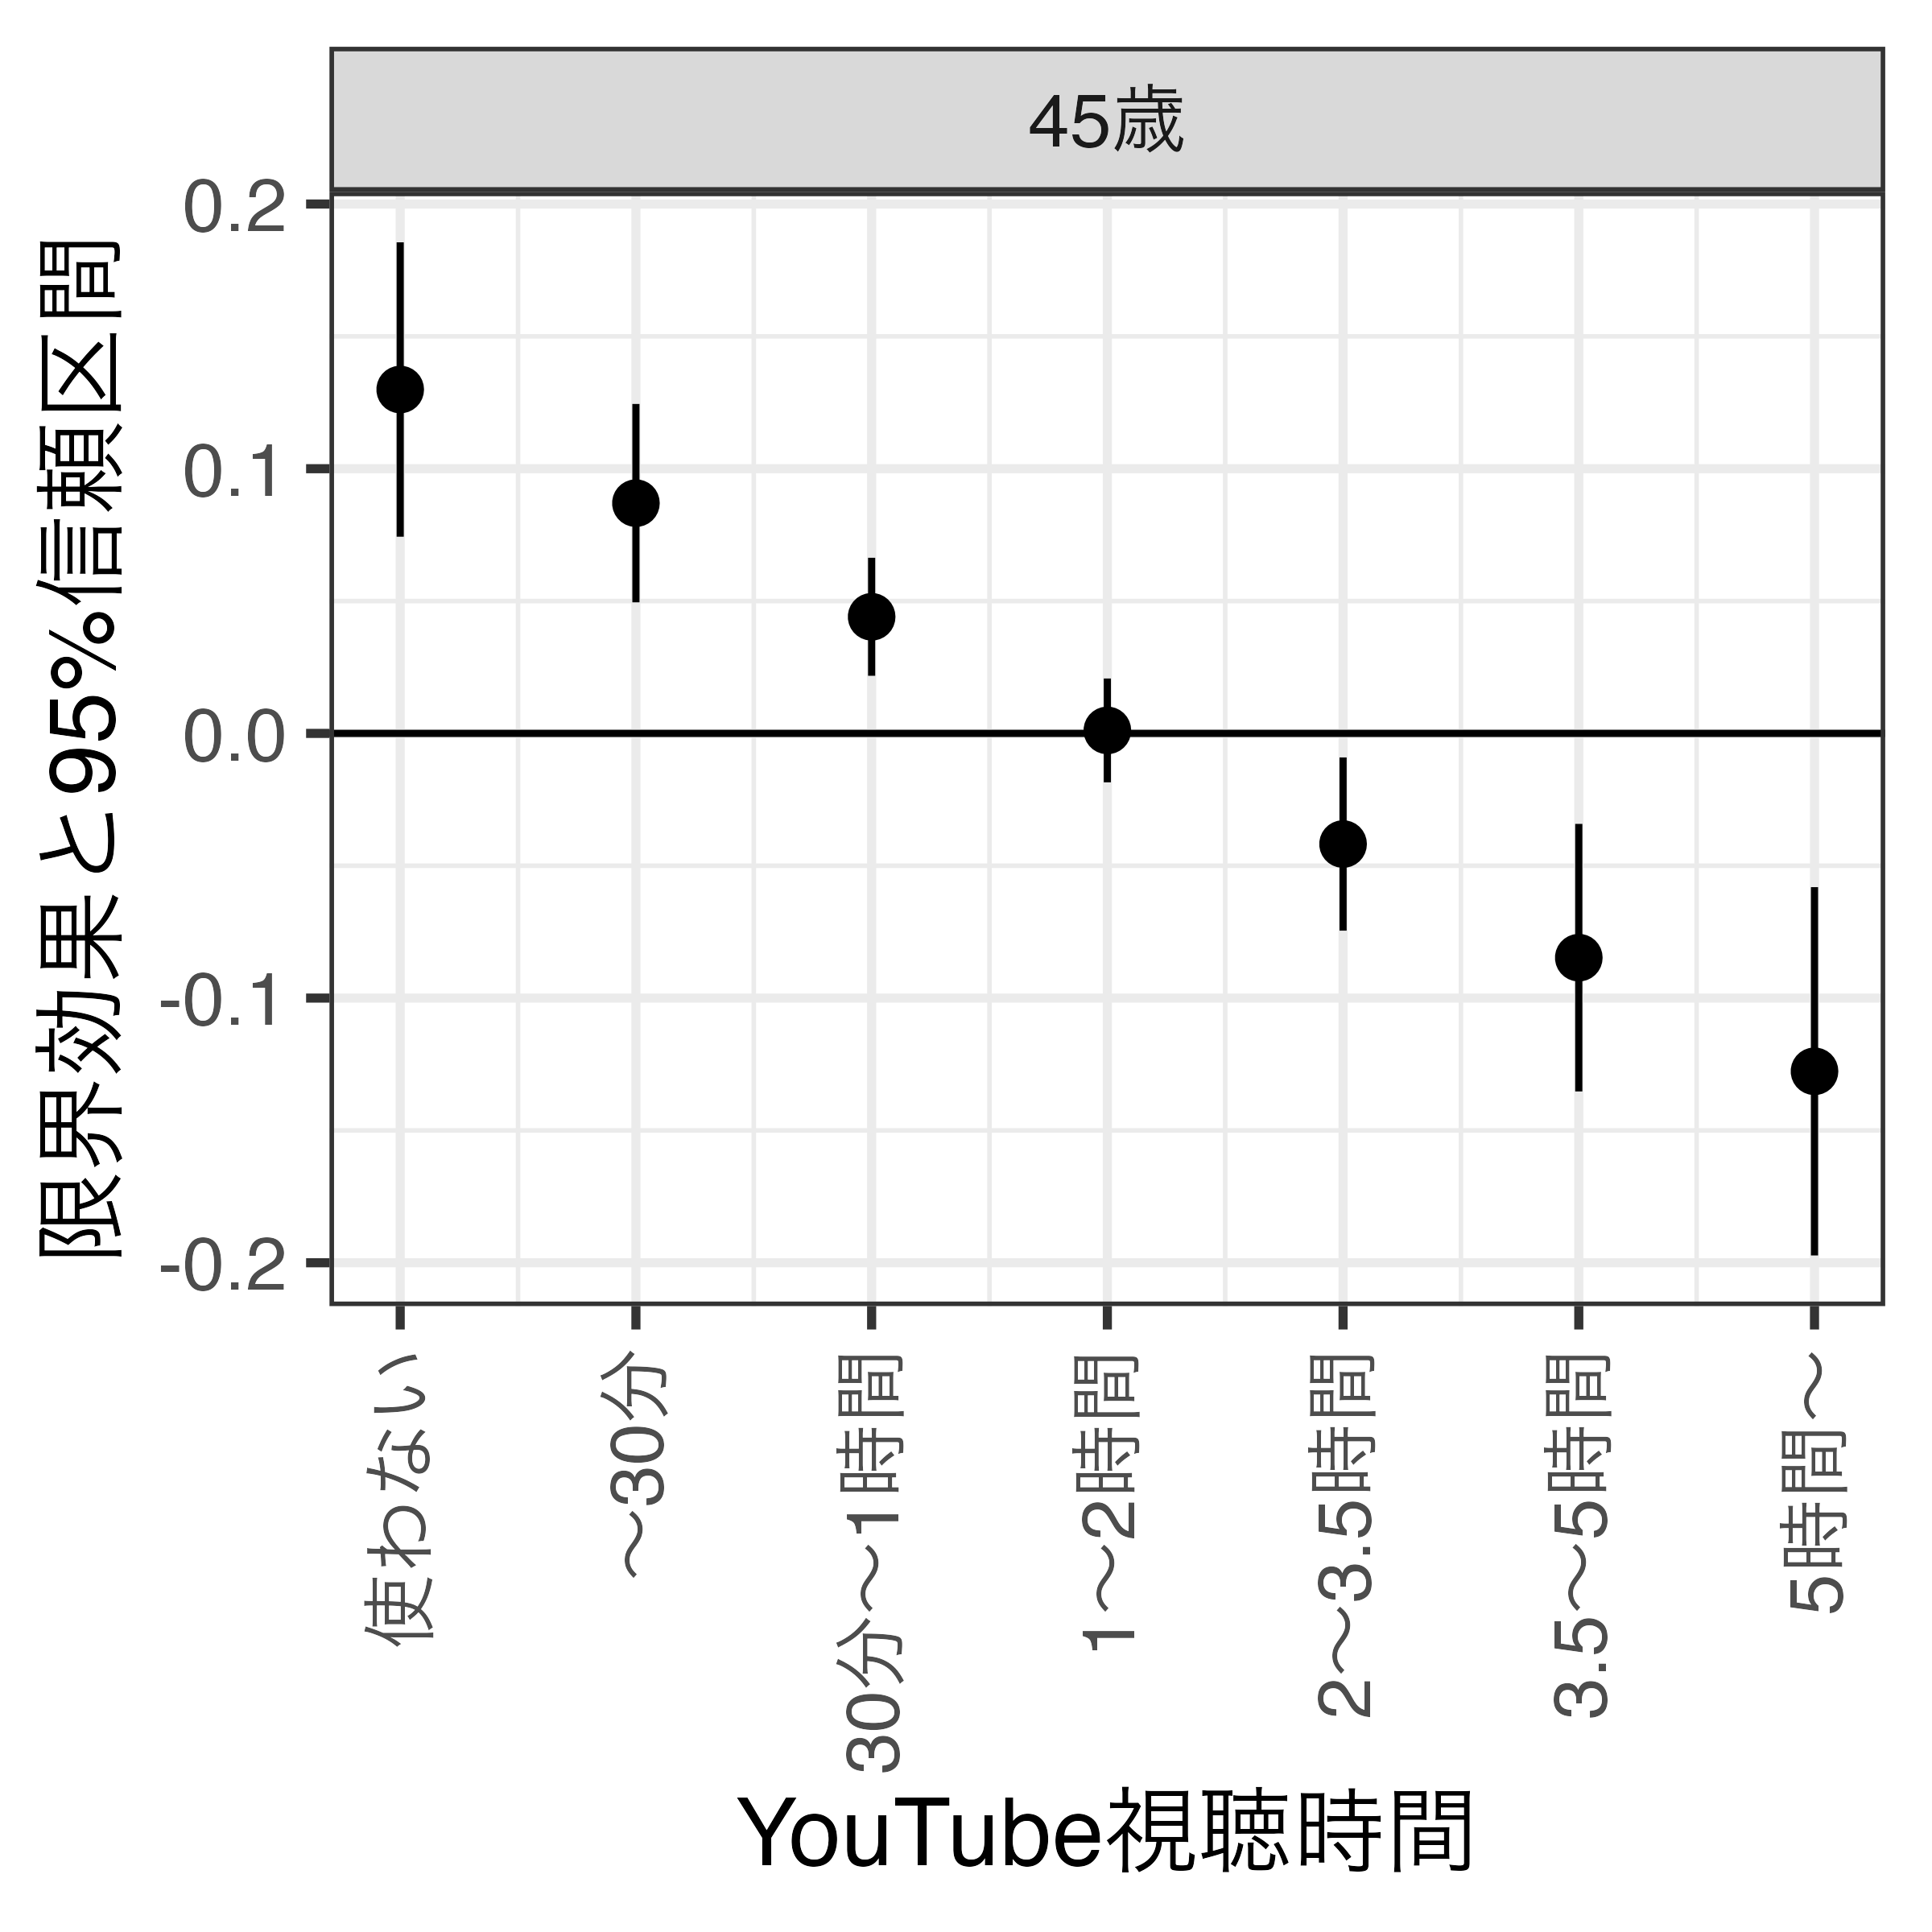 45歳
限界効果と95%信頼区間
0.2
0.1
0.0
-0.1
-0.2
使わない
～30分
30分～1時間
1～2時間
2～3.5時間
3.5～5時間
5時間～
YouTube視聴時間